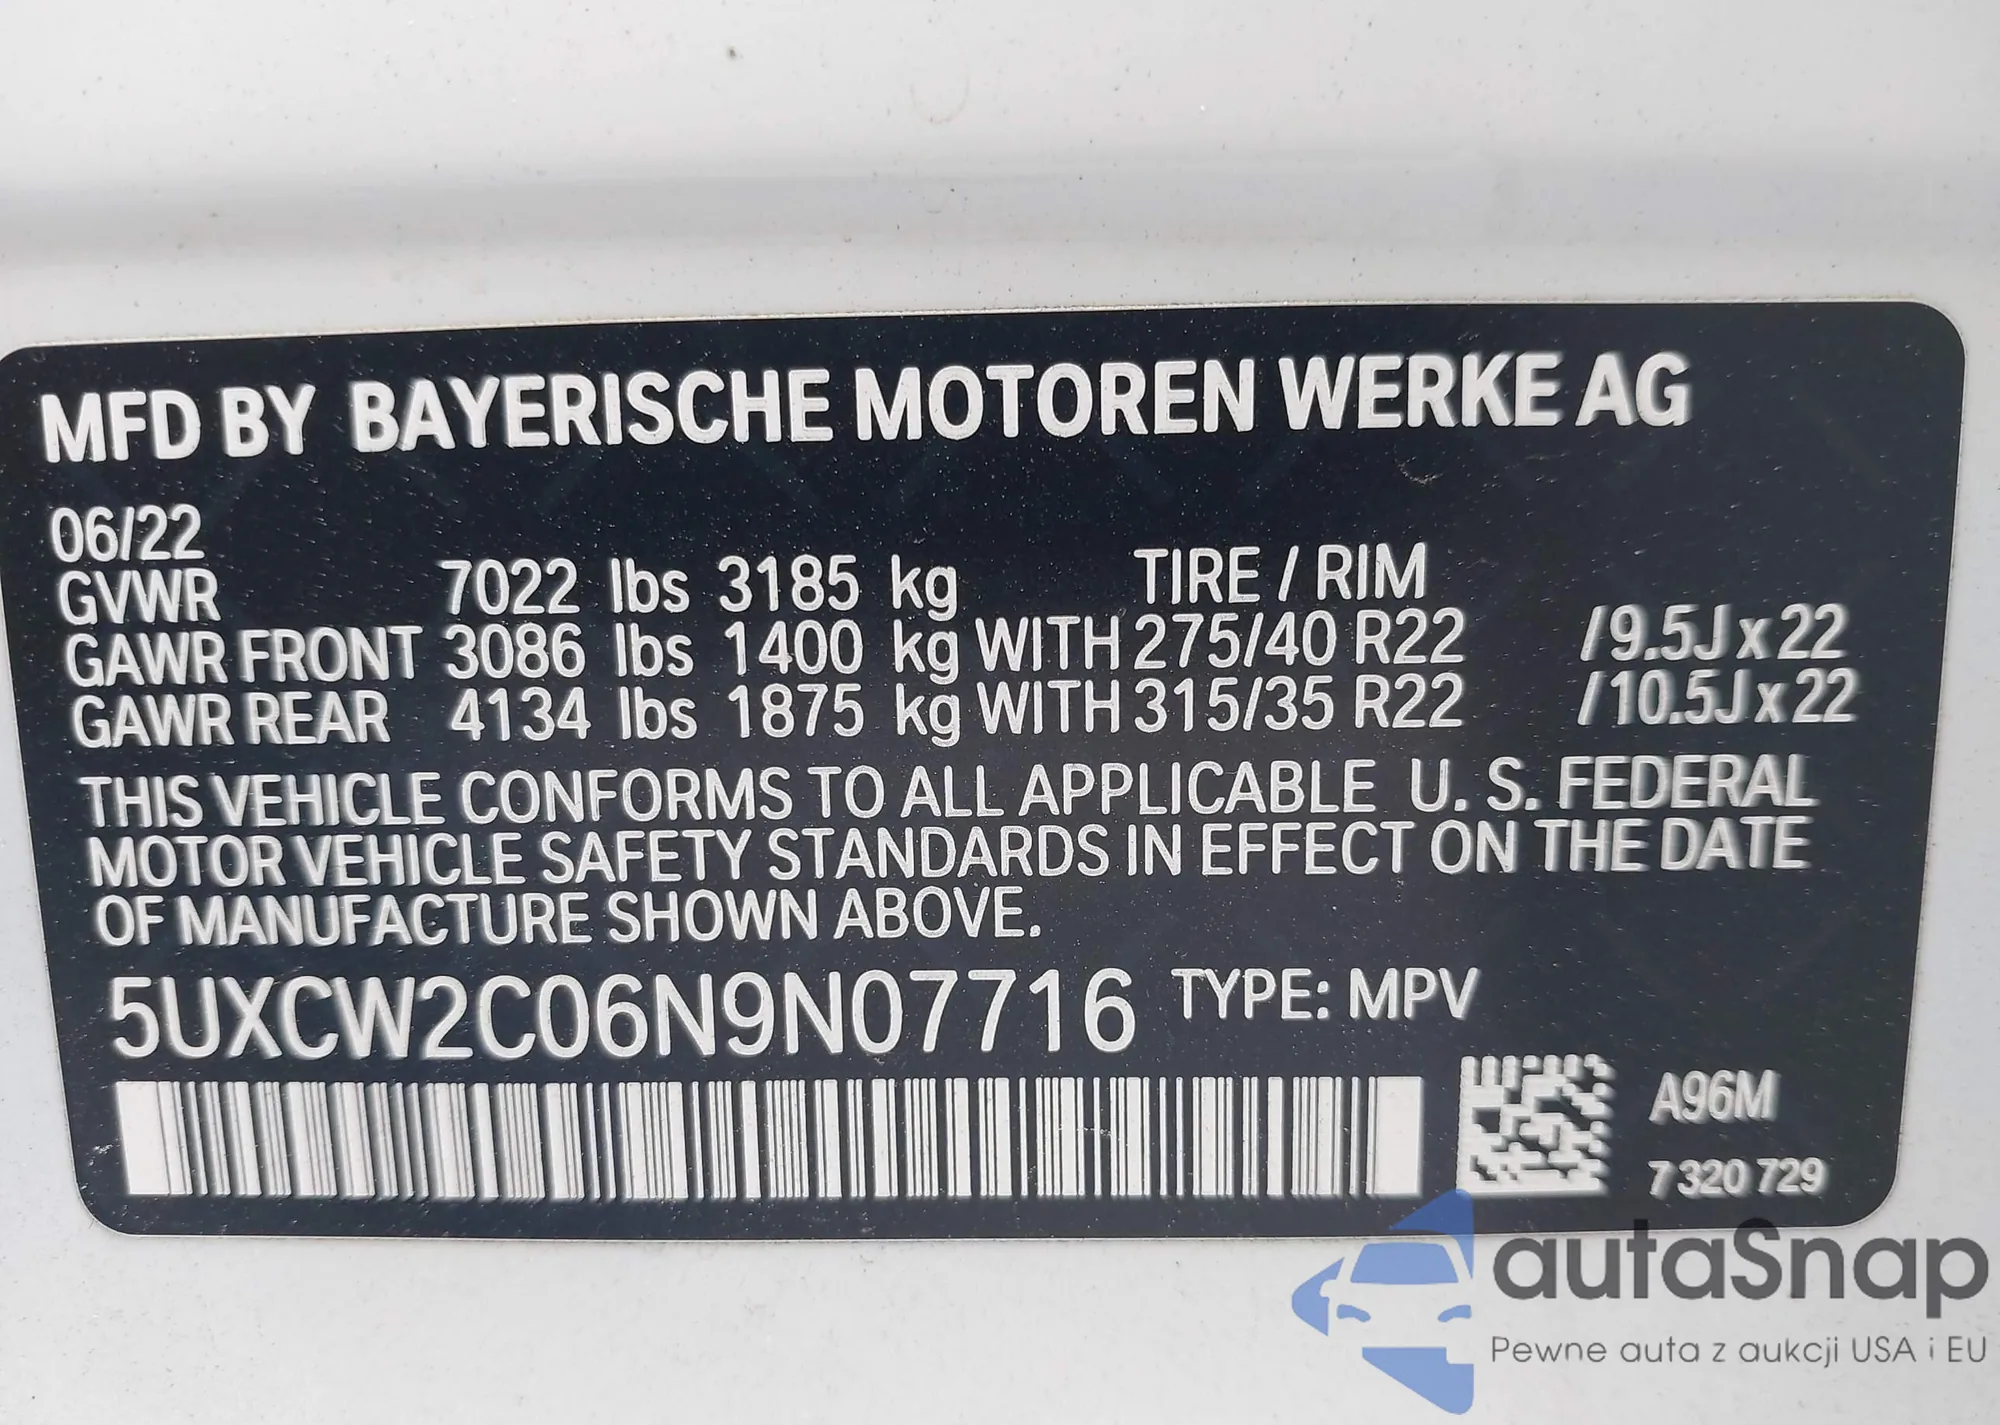 MFD BY BAYERISCHE MOTOREN WERKE AG
06/22
GVWR 7022 lbs 3185 kg TIRE / RIM
GAWR FRONT 3086 lbs 1400 kg WITH 275/40 R22 /9.5J x 22
GAWR REAR 4134 lbs 1875 kg WITH 315/35 R22 /10.5J x 22
THIS VEHICLE CONFORMS TO ALL APPLICABLE U. S. FEDERAL
MOTOR VEHICLE SAFETY STANDARDS IN EFFECT ON THE DATE
OF MANUFACTURE SHOWN ABOVE.
5UXCW2C06N9N07716 TYPE: MPV
A96M
7 320 729
autaSnap
Pewne auta z aukcji USA i EU